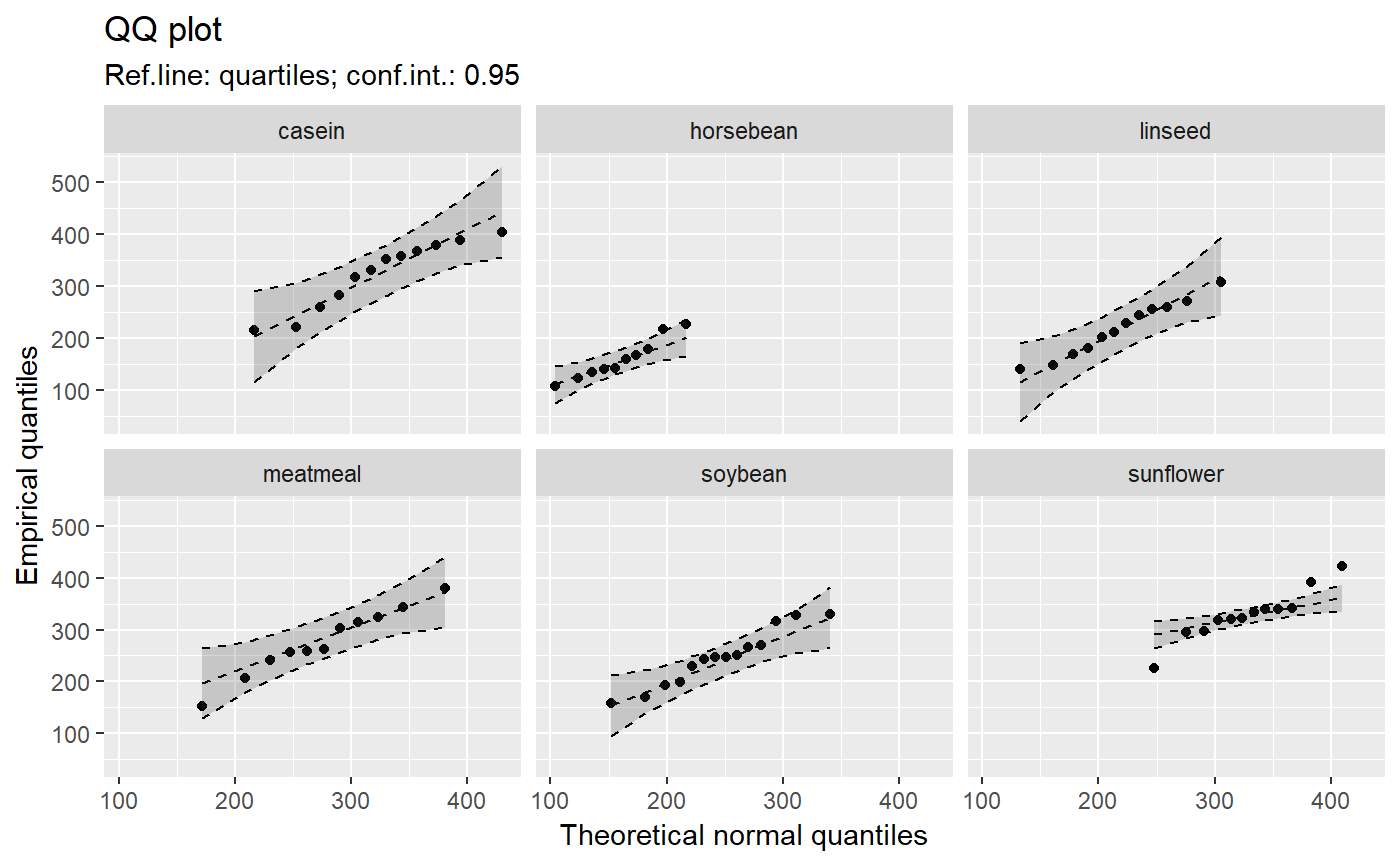 QQ plot
Ref.line: quartiles; conf.int.: 0.95
casein
horsebean
linseed
500
400
300
200
100
meatmeal
soybean
sunflower
500
400
300
200
100
100 200 300 400 100 200 300 400 100 200 300 400
Empirical quantiles
Theoretical normal quantiles